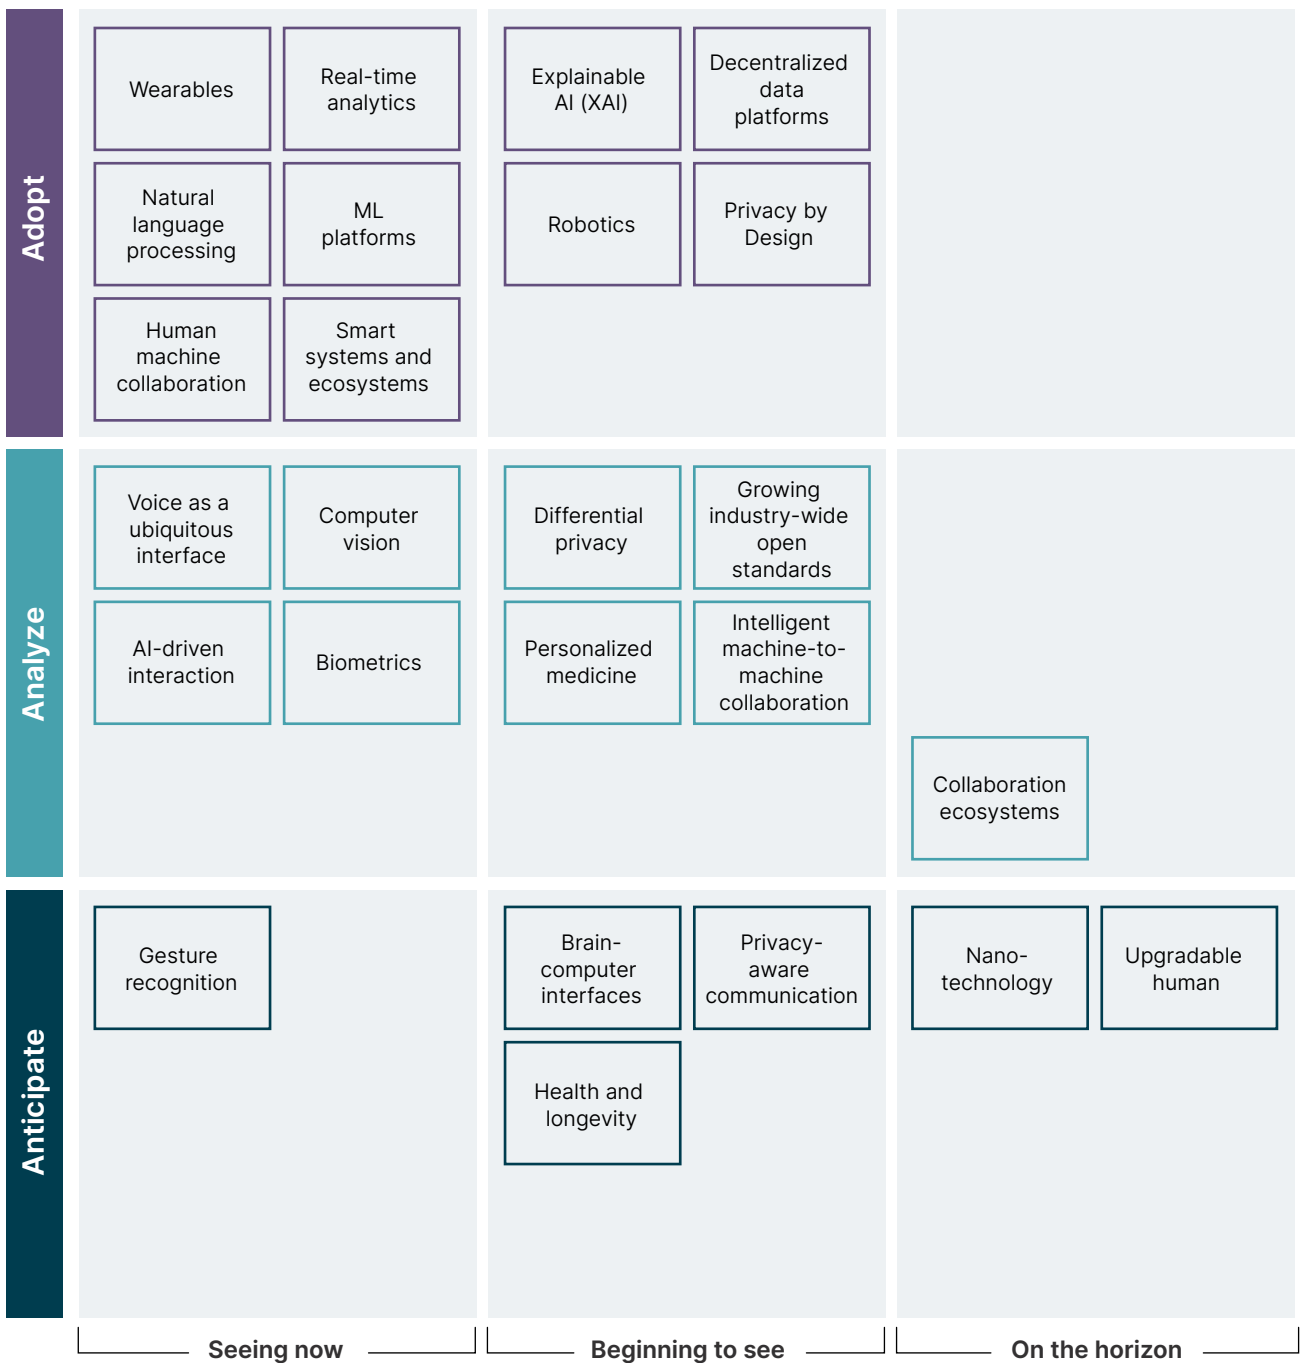 Adopt
Wearables
Real-time
analytics
Natural
language
processing
ML
platforms
Human
machine
collaboration
Smart
systems and
ecosystems
Explainable
AI (XAI)
Decentralized
data
platforms
Robotics
Privacy by
Design
Analyze
Voice as a
ubiquitous
interface
Computer
vision
AI-driven
interaction
Biometrics
Differential
privacy
Growing
industry-wide
open
standards
Personalized
medicine
Intelligent
machine-to-
machine
collaboration
Collaboration
ecosystems
Anticipate
Gesture
recognition
Brain-
computer
interfaces
Privacy-
aware
communication
Health and
longevity
Nano-
technology
Upgradable
human
Seeing now
Beginning to see
On the horizon